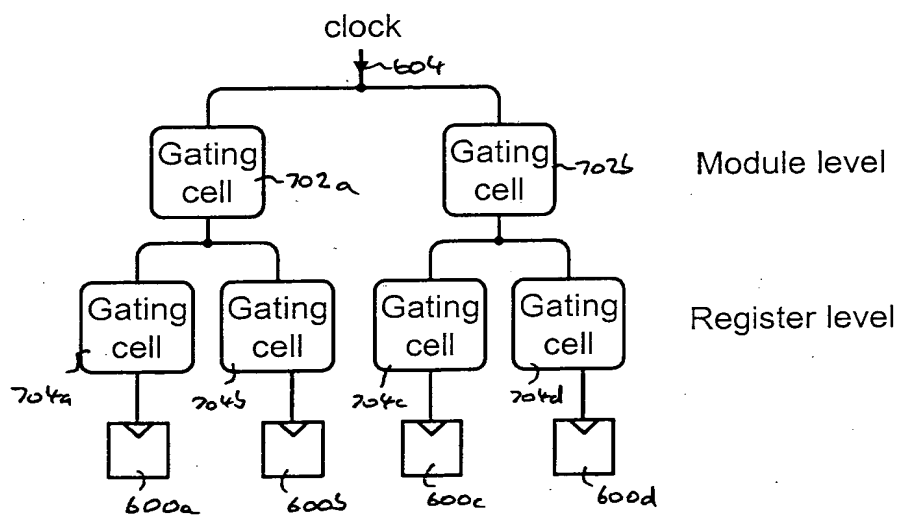 clock
604
Gating
cell
702a
Gating
cell
702b
Module level
Gating
cell
Gating
cell
Gating
cell
Gating
cell
Register level
704a
704b
704c
704d
600a
600b
600c
600d